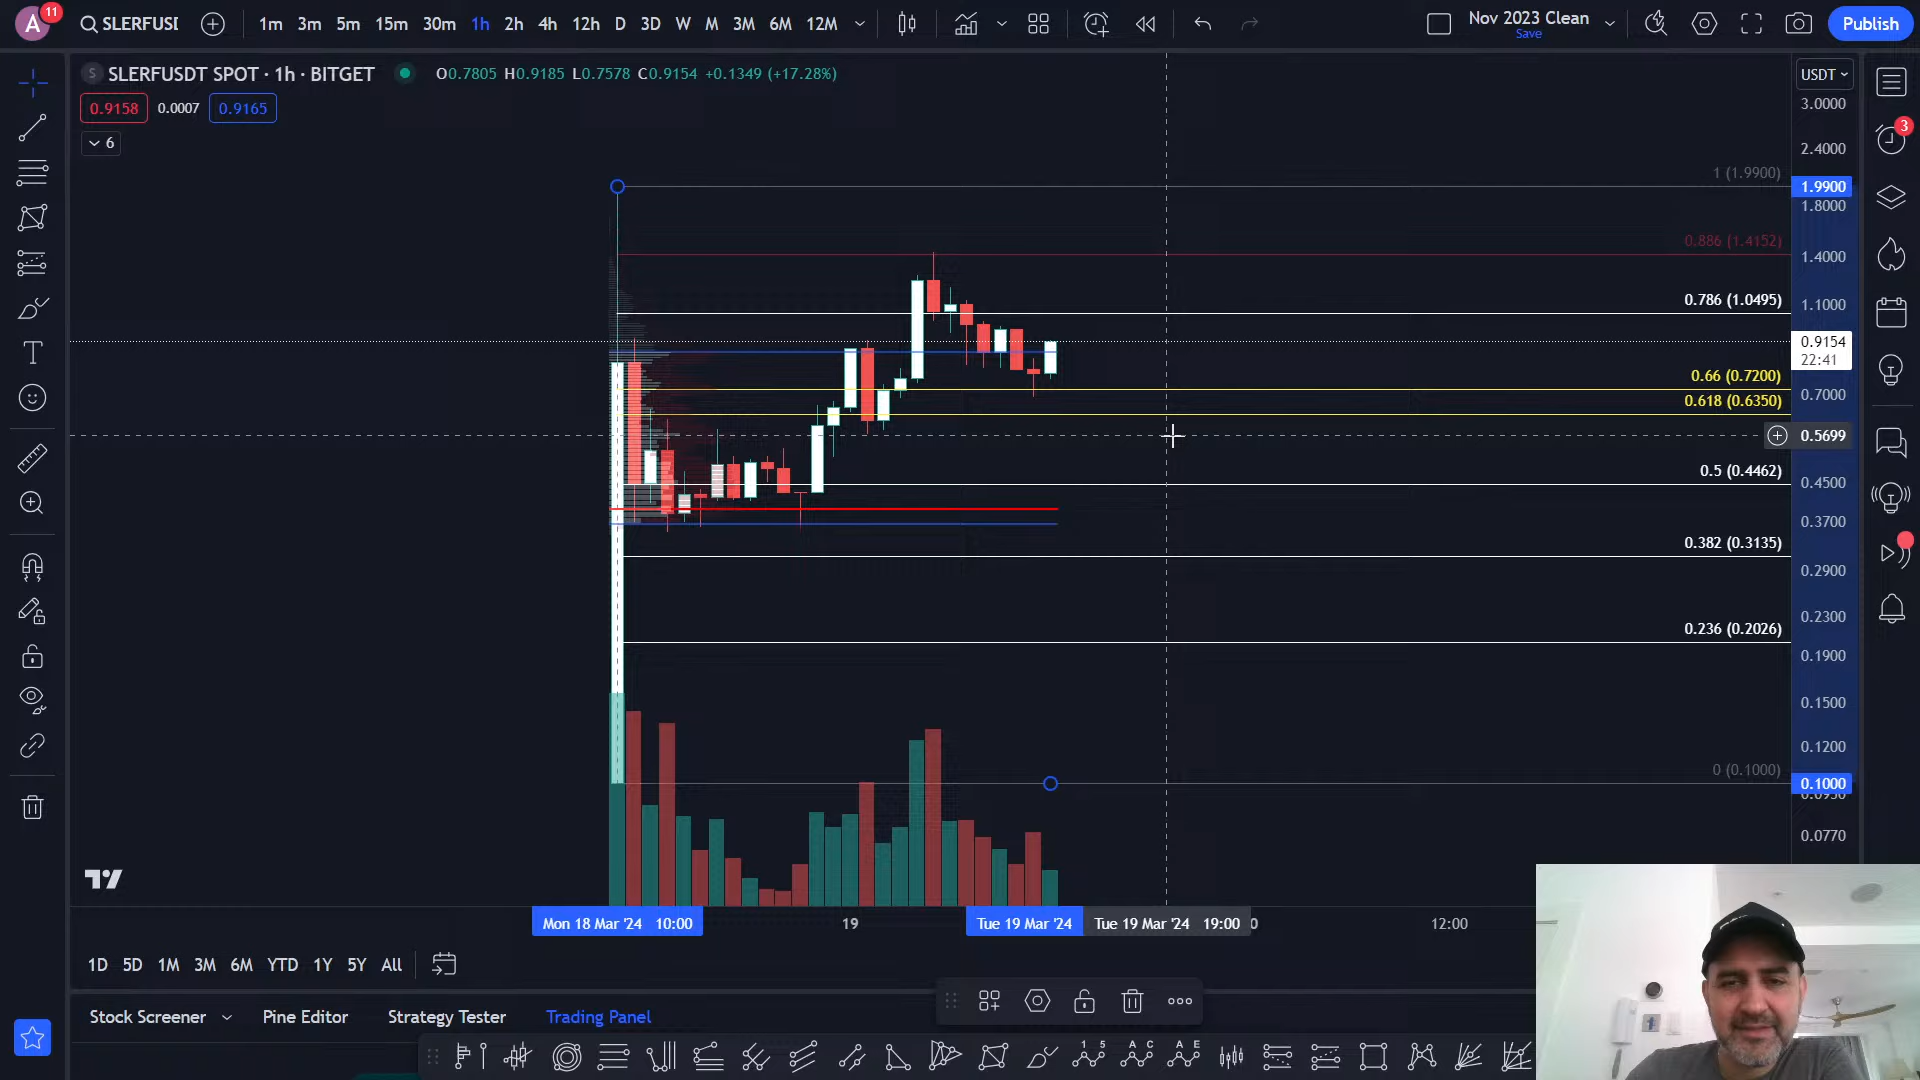 A 11 SLERFUSI 1m 3m 5m 15m 30m 1h 2h 4h 12h D 3D W M 3M 6M 12M Nov 2023 Clean Save Publish
S SLERFUSDT SPOT · 1h · BITGET O0.7805 H0.9185 L0.7578 C0.9154 +0.1349 (+17.28%) USDT
0.9158 0.0007 0.9165
6
3.0000
3
2.4000
1 (1.9900) 1.9900
1.8000
0.886 (1.4152)
1.4000
0.786 (1.0495) 1.1000
0.9154
22:41
0.66 (0.7200)
0.7000
0.618 (0.6350)
0.5699
0.5 (0.4462)
0.4500
0.3700
0.382 (0.3135)
0.2900
0.2300
0.236 (0.2026)
0.1900
0.1500
0.1200
0 (0.1000) 0.1000
0.0770
Mon 18 Mar '24 10:00 19 Tue 19 Mar '24 Tue 19 Mar '24 19:00 0 12:00
1D 5D 1M 3M 6M YTD 1Y 5Y All
Stock Screener Pine Editor Strategy Tester Trading Panel
1 5 A C A E